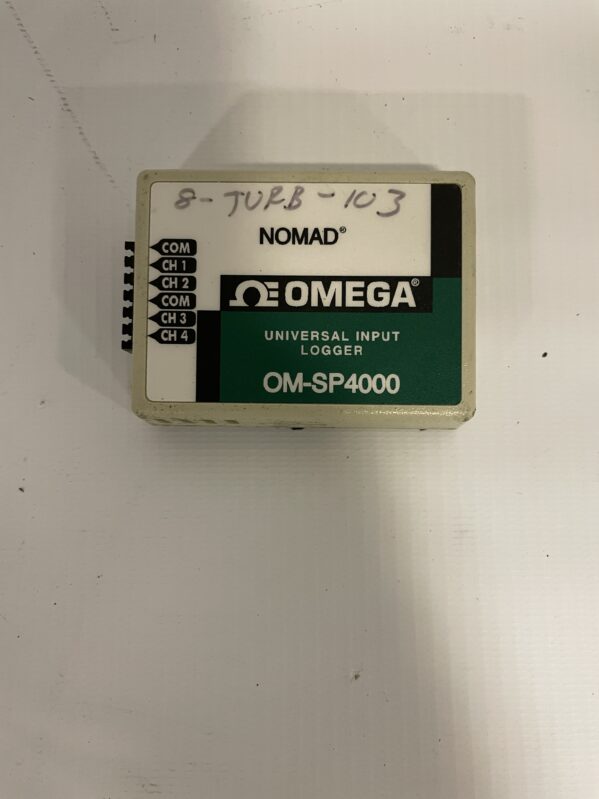 8-TURB-103
NOMAD®
COM
CH 1
CH 2
COM
CH 3
CH 4
OMEGA®
UNIVERSAL INPUT
LOGGER
OM-SP4000